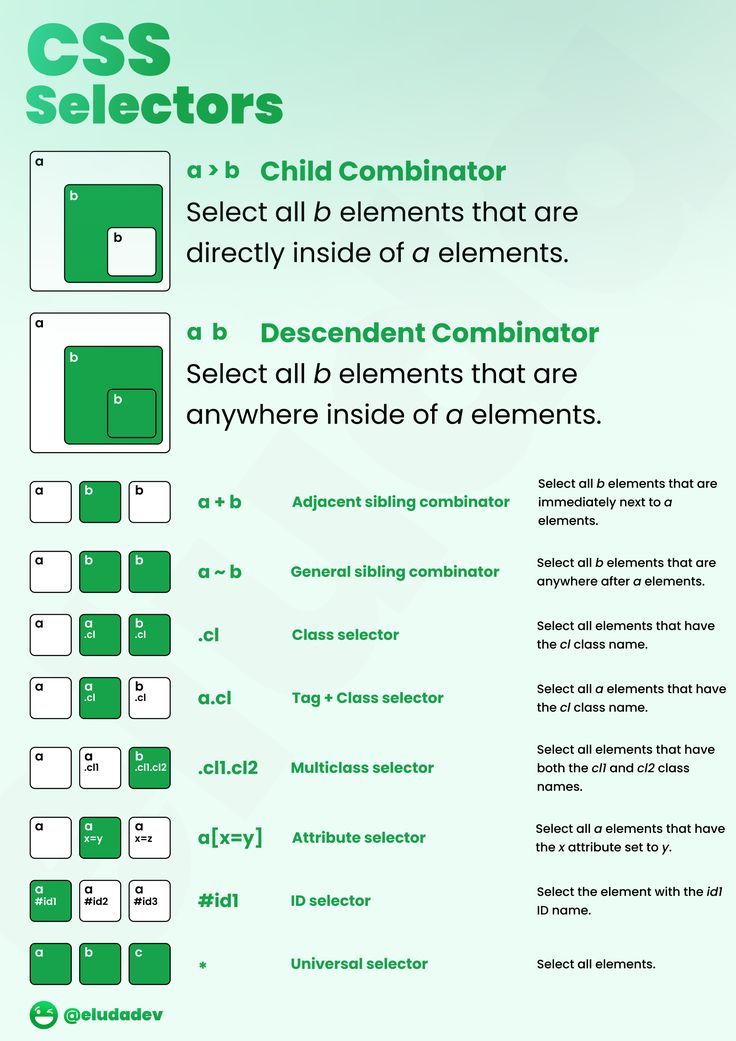 CSS
Selectors
a
b
b
a > b Child Combinator
Select all b elements that are
directly inside of a elements.
a
b
b
a b Descendent Combinator
Select all b elements that are
anywhere inside of a elements.
a b b
a + b
Adjacent sibling combinator
Select all b elements that are
immediately next to a
elements.
a b b
a ~ b
General sibling combinator
Select all b elements that are
anywhere after a elements.
a a b
.cl .cl
.cl
Class selector
Select all elements that have
the cl class name.
a a b
.cl .cl
a.cl
Tag + Class selector
Select all a elements that have
the cl class name.
a a b
.cl1 .cl1.cl2
.cl1.cl2
Multiclass selector
Select all elements that have
both the cl1 and cl2 class
names.
a a a
x=y x=z
a[x=y]
Attribute selector
Select all a elements that have
the x attribute set to y.
a a a
#id1 #id2 #id3
#id1
ID selector
Select the element with the id1
ID name.
a b c
*
Universal selector
Select all elements.
@eludadev